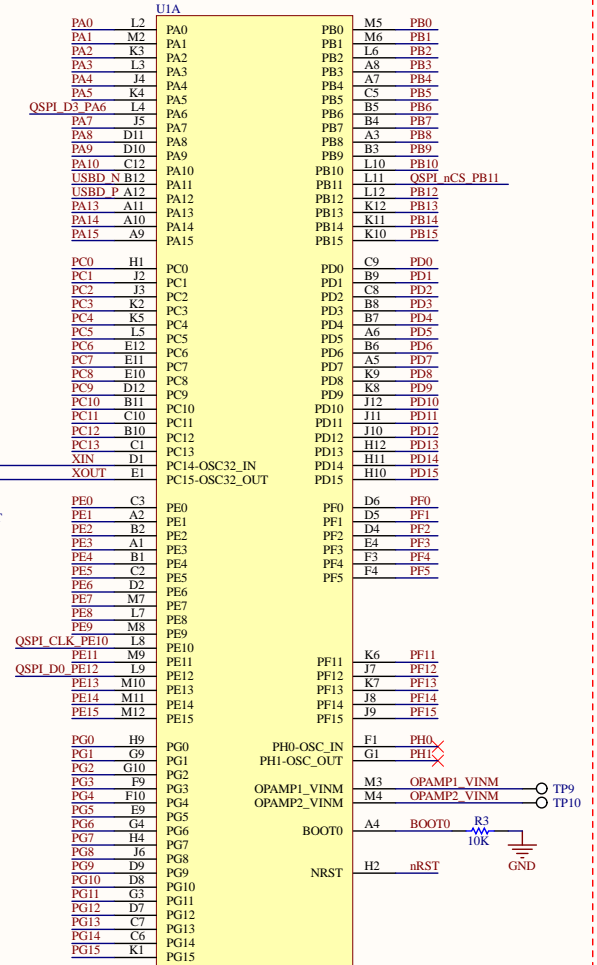 U1A
PA0 L2 PA0 PB0 M5 PB0
PA1 M2 PA1 PB1 M6 PB1
PA2 K3 PA2 PB2 L6 PB2
PA3 L3 PA3 PB3 A8 PB3
PA4 J4 PA4 PB4 A7 PB4
PA5 K4 PA5 PB5 C5 PB5
QSPI_D3_PA6 L4 PA6 PB6 B5 PB6
PA7 J5 PA7 PB7 B4 PB7
PA8 D11 PA8 PB8 A3 PB8
PA9 D10 PA9 PB9 B3 PB9
PA10 C12 PA10 PB10 L10 PB10
USBD_N B12 PA11 PB11 L11 QSPI_nCS_PB11
USBD_P A12 PA12 PB12 L12 PB12
PA13 A11 PA13 PB13 K12 PB13
PA14 A10 PA14 PB14 K11 PB14
PA15 A9 PA15 PB15 K10 PB15
PC0 H1 PC0 PD0 C9 PD0
PC1 J2 PC1 PD1 B9 PD1
PC2 J3 PC2 PD2 C8 PD2
PC3 K2 PC3 PD3 B8 PD3
PC4 K5 PC4 PD4 B7 PD4
PC5 L5 PC5 PD5 A6 PD5
PC6 E12 PC6 PD6 B6 PD6
PC7 E11 PC7 PD7 A5 PD7
PC8 E10 PC8 PD8 K9 PD8
PC9 D12 PC9 PD9 K8 PD9
PC10 B11 PC10 PD10 J12 PD10
PC11 C10 PC11 PD11 J11 PD11
PC12 B10 PC12 PD12 J10 PD12
PC13 C1 PC13 PD13 H12 PD13
XIN D1 PC14-OSC32_IN PD14 H11 PD14
XOUT E1 PC15-OSC32_OUT PD15 H10 PD15
PE0 C3 PE0 PF0 D6 PF0
PE1 A2 PE1 PF1 D5 PF1
PE2 B2 PE2 PF2 D4 PF2
PE3 A1 PE3 PF3 E4 PF3
PE4 B1 PE4 PF4 F3 PF4
PE5 C2 PE5 PF5 F4 PF5
PE6 D2 PE6
PE7 M7 PE7
PE8 L7 PE8
PE9 M8 PE9
QSPI_CLK_PE10 L8 PE10
PE11 M9 PE11 PF11 K6 PF11
QSPI_D0_PE12 L9 PE12 PF12 J7 PF12
PE13 M10 PE13 PF13 K7 PF13
PE14 M11 PE14 PF14 J8 PF14
PE15 M12 PE15 PF15 J9 PF15
PG0 H9 PG0 PH0-OSC_IN F1 PH0
PG1 G9 PG1 PH1-OSC_OUT G1 PH1
PG2 G10 PG2
PG3 F9 PG3 OPAMP1_VINM M3 OPAMP1_VINM TP9
PG4 F10 PG4 OPAMP2_VINM M4 OPAMP2_VINM TP10
PG5 E9 PG5
PG6 G4 PG6 BOOT0 A4 BOOT0 R3
10K
PG7 H4 PG7
PG8 J6 PG8
PG9 D9 PG9 NRST H2 nRST GND
PG10 D8 PG10
PG11 G3 PG11
PG12 D7 PG12
PG13 C7 PG13
PG14 C6 PG14
PG15 K1 PG15